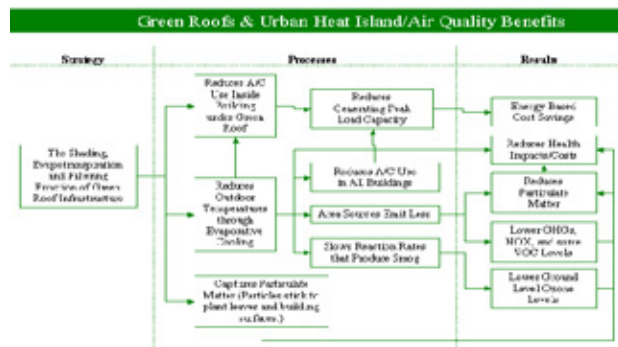 Green Roofs & Urban Heat Island/Air Quality Benefits
Strategy
Processes
Results
The Shading,
Evapotranspiration
and Filtering
Function of Green
Roof Infrastructure
Reduces A/C
Use Inside
Building
under Green
Roof
Reduces
Generating Peak
Load Capacity
Energy Based
Cost Savings
Reduces Health
Impacts/Costs
Reduces A/C Use
in All Buildings
Reduces
Outdoor
Temperatures
through
Evaporative
Cooling
Area Sources Emit Less
Reduces
Particulate
Matter
Slows Reaction Rates
that Produce Smog
Lower GHGs,
NOX, and some
VOC Levels
Lower Ground
Level Ozone
Levels
Captures Particulate
Matter (Particles stick to
plant leaves and building
surfaces.)